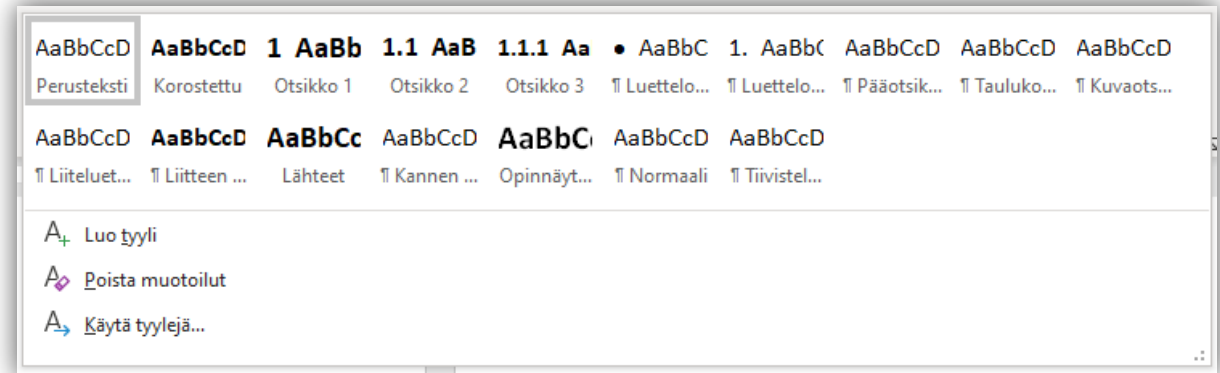 AaBbCcD AaBbCcD 1 AaBb 1.1 AaB 1.1.1 Aa • AaBbC 1. AaBb( AaBbCcD AaBbCcD AaBbCcD
Perusteksti Korostettu Otsikko 1 Otsikko 2 Otsikko 3 ¶ Luettelo... ¶ Luettelo... ¶ Pääotsik... ¶ Tauluko... ¶ Kuvaots...
AaBbCcD AaBbCcD AaBbCc AaBbCcD AaBbC AaBbCcD AaBbCcD
¶ Liiteluet... ¶ Liitteen ... Lähteet ¶ Kannen ... Opinnäyt... ¶ Normaali ¶ Tiivistel...
Luo tyyli
Poista muotoilut
Käytä tyylejä...